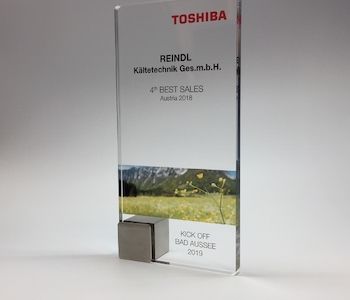 TOSHIBA
REINDL
Kältetechnik Ges.m.b.H.
4th BEST SALES
Austria 2018
KICK OFF
BAD AUSSEE
2019